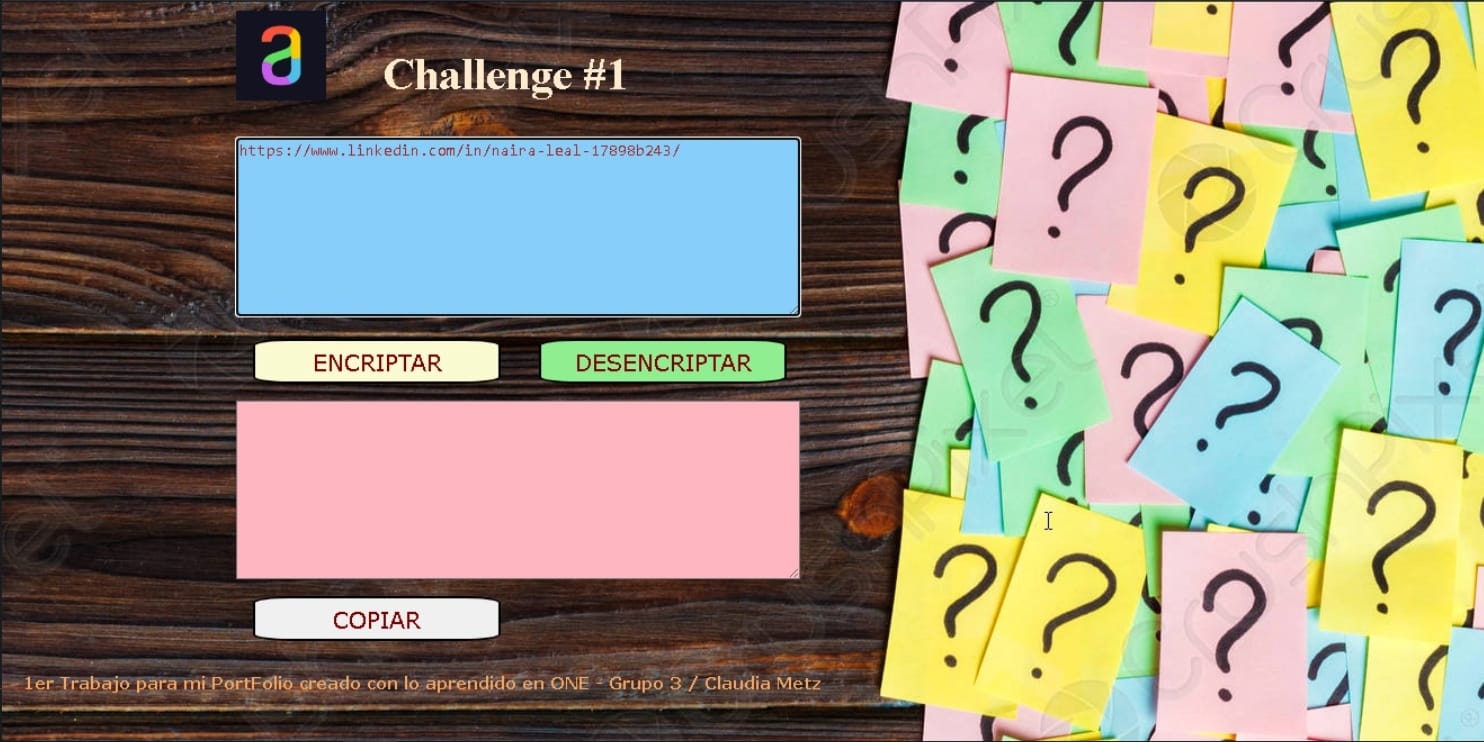 Challenge #1
https://www.linkedin.com/in/naira-leal-17898b243/
ENCRIPTAR
DESENCRIPTAR
COPIAR
1er Trabajo para mi PortFolio creado con lo aprendido en ONE - Grupo 3 / Claudia Metz